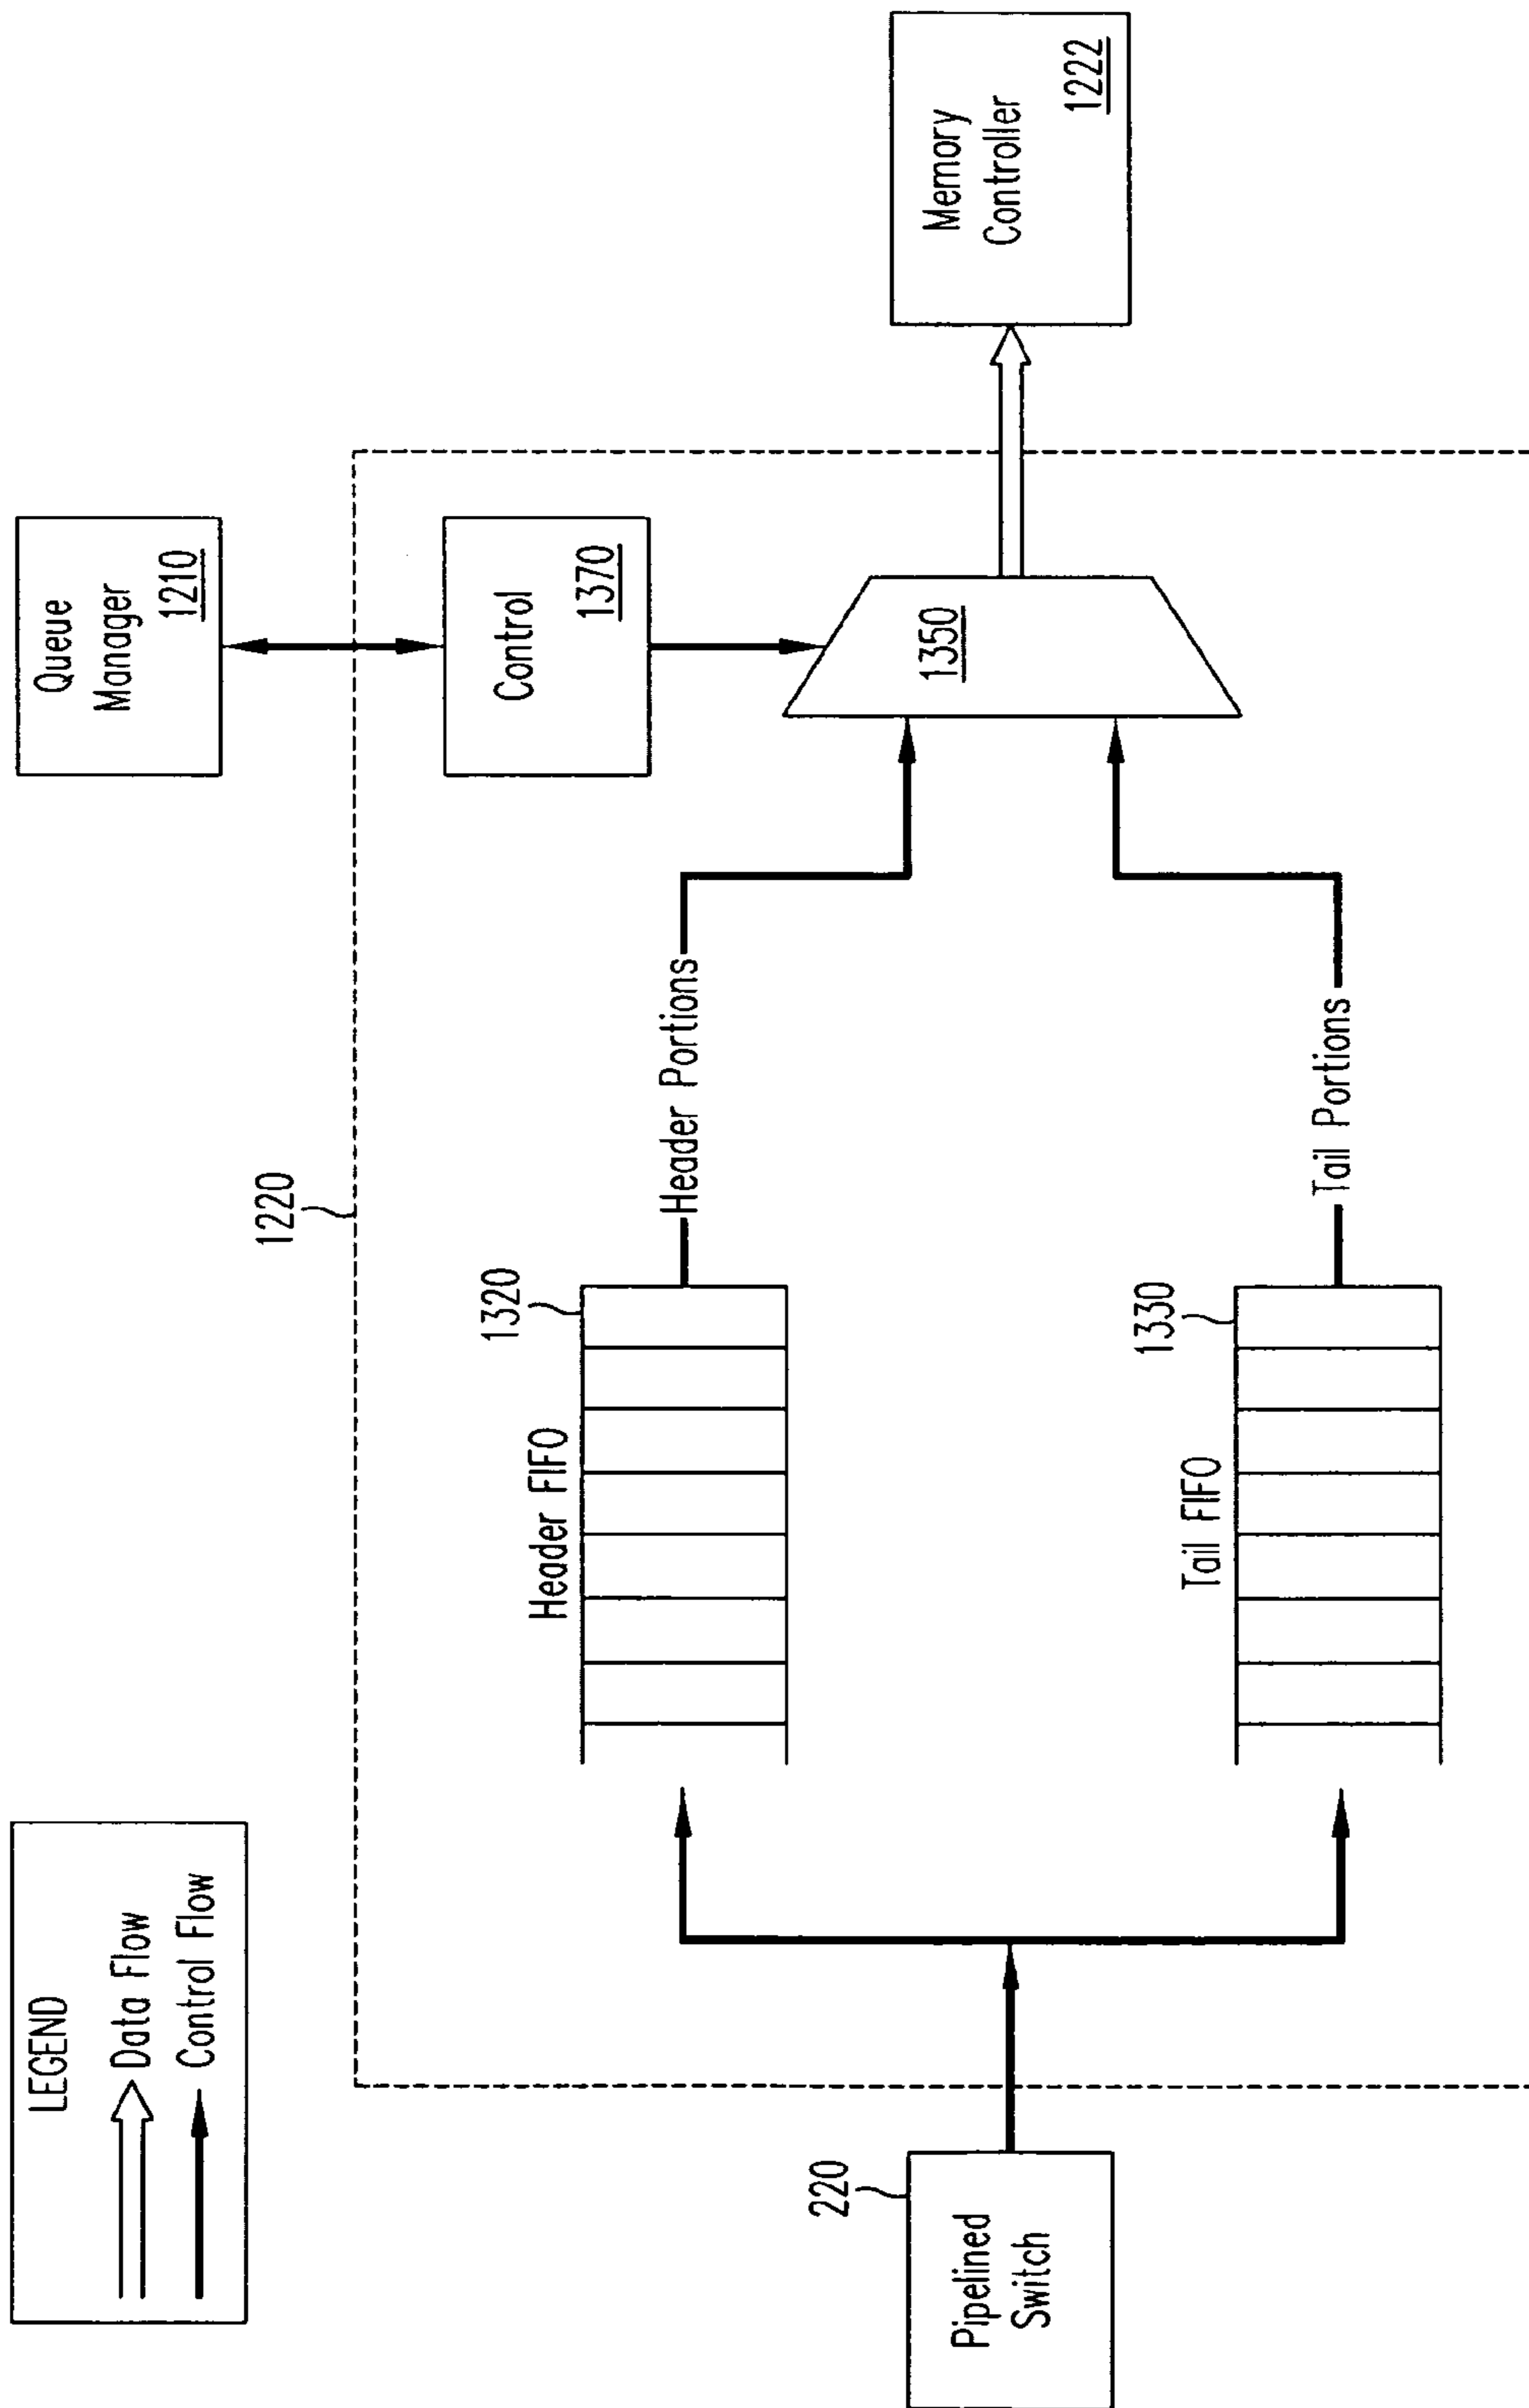 LEGEND
Data Flow
Control Flow
Queue
Manager
1210
1220
Control
1370
Header FIFO
1320
Header Portions
1350
Memory
Controller
1222
220
Pipelined
Switch
Tail FIFO
1330
Tail Portions